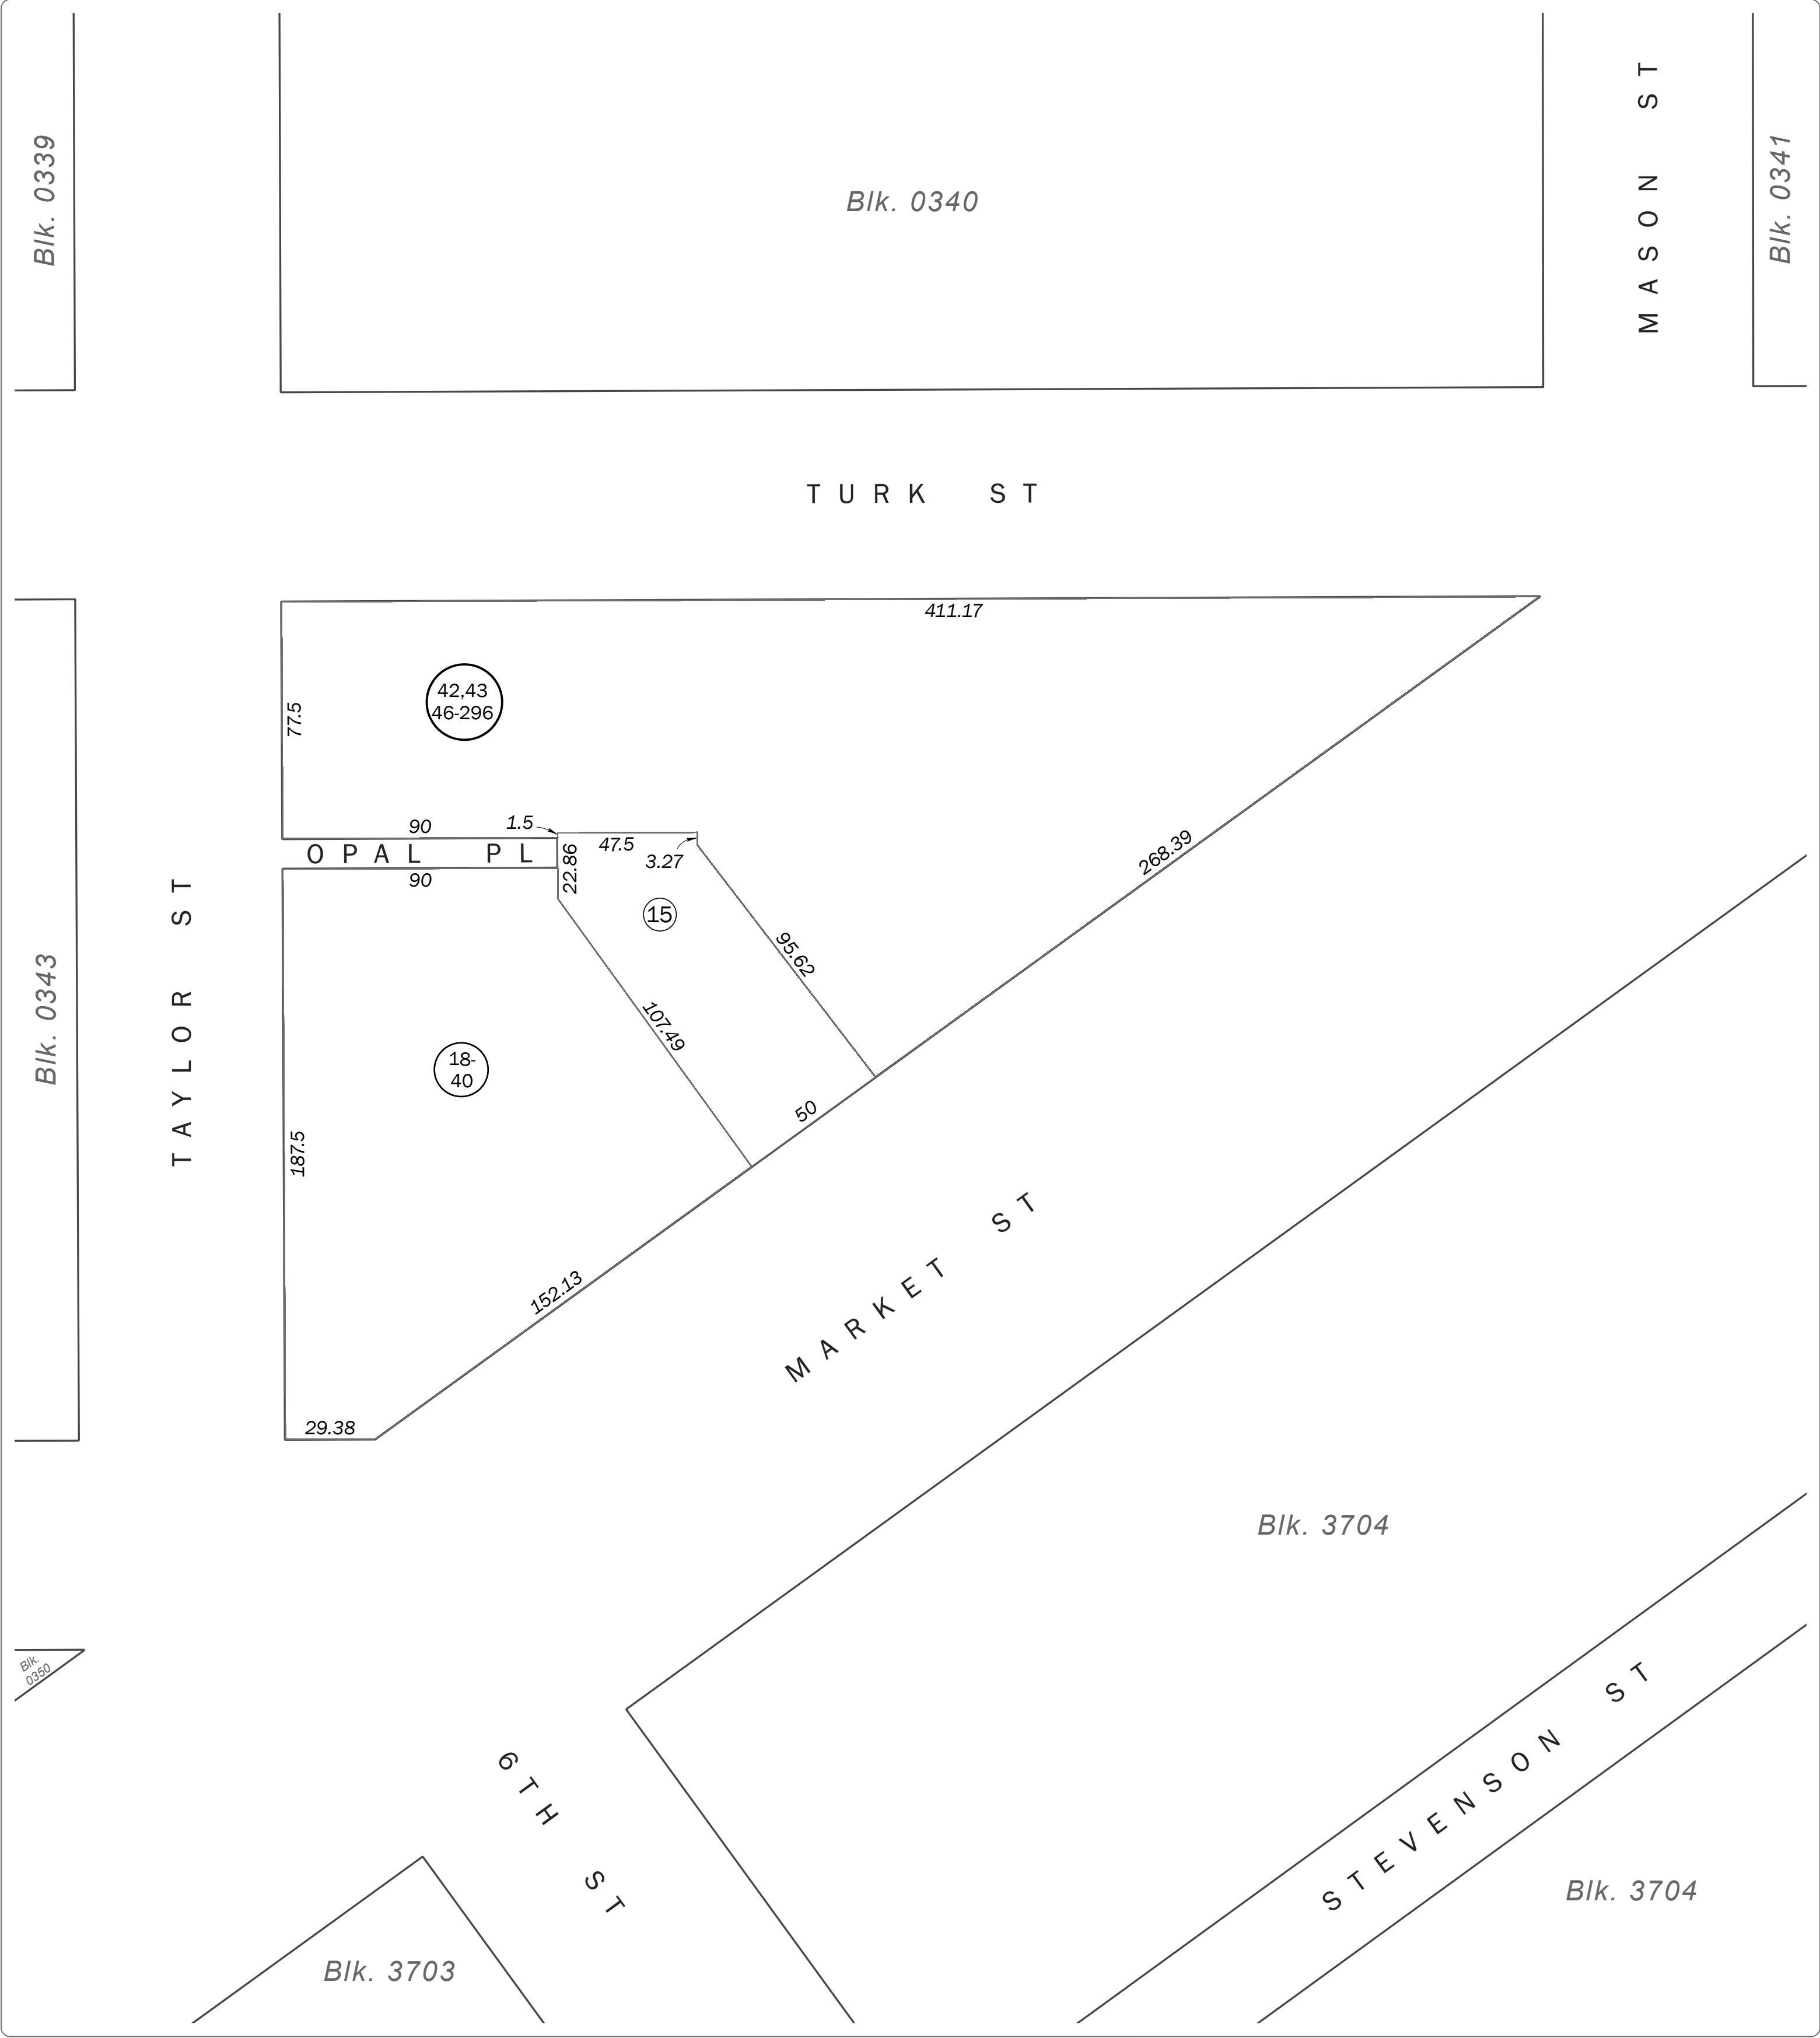 MASON ST
Blk. 0339
Blk. 0340
Blk. 0341
TURK ST
411.17
42,43
46-296
77.5
90
1.5
47.5
3.27
OPAL PL
22.86
90
268.39
15
95.62
107.49
TAYLOR ST
Blk. 0343
18-
40
50
187.5
152.13
MARKET ST
29.38
Blk. 3704
Blk.
0350
6TH ST
STEVENSON ST
Blk. 3704
Blk. 3703